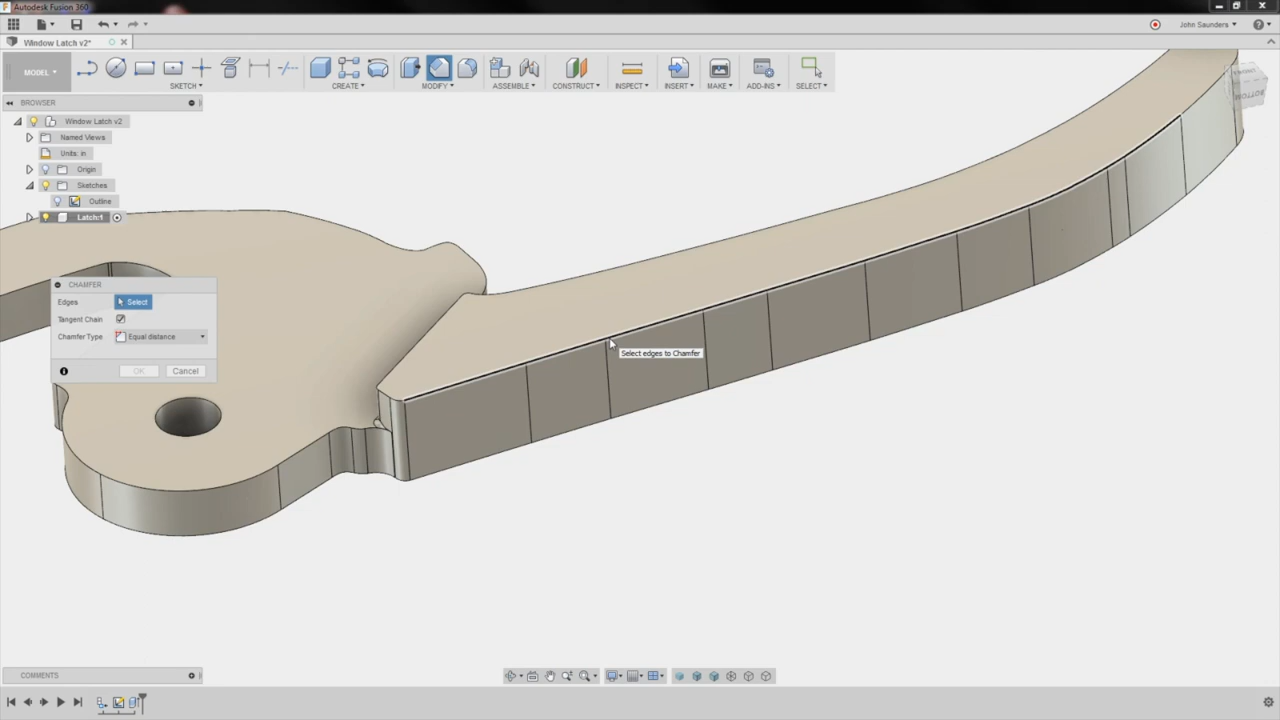 Autodesk Fusion 360
John Saunders
Window Latch v2*
MODEL
SKETCH
CREATE
MODIFY
ASSEMBLE
CONSTRUCT
INSPECT
INSERT
MAKE
ADD-INS
SELECT
BROWSER
Window Latch v2
Named Views
Units: in
Origin
Sketches
Outline
Latch:1
BOTTOM
CHAMFER
Edges
Select
Tangent Chain
Chamfer Type
Equal distance
OK
Cancel
Select edges to Chamfer
COMMENTS